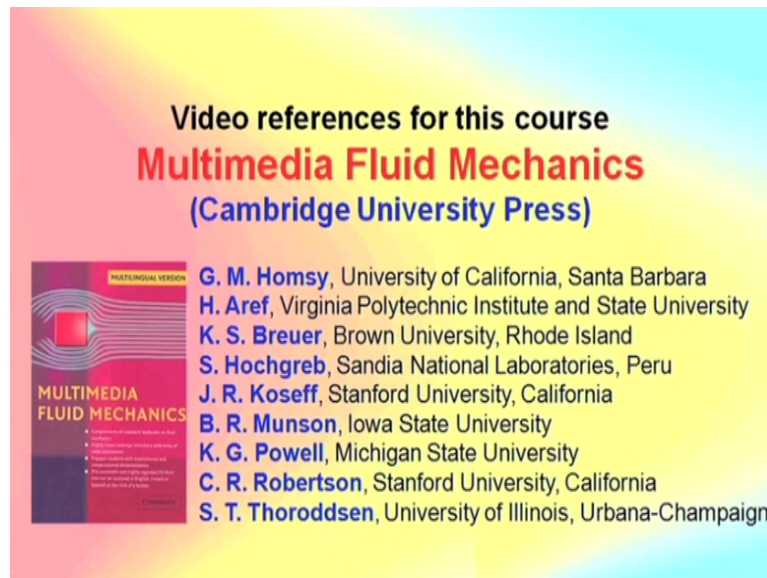 Video references for this course
Multimedia Fluid Mechanics
(Cambridge University Press)
MULTILINGUAL VERSION
MULTIMEDIA
FLUID MECHANICS
G. M. Homsy, University of California, Santa Barbara
H. Aref, Virginia Polytechnic Institute and State University
K. S. Breuer, Brown University, Rhode Island
S. Hochgreb, Sandia National Laboratories, Peru
J. R. Koseff, Stanford University, California
B. R. Munson, Iowa State University
K. G. Powell, Michigan State University
C. R. Robertson, Stanford University, California
S. T. Thoroddsen, University of Illinois, Urbana-Champaign